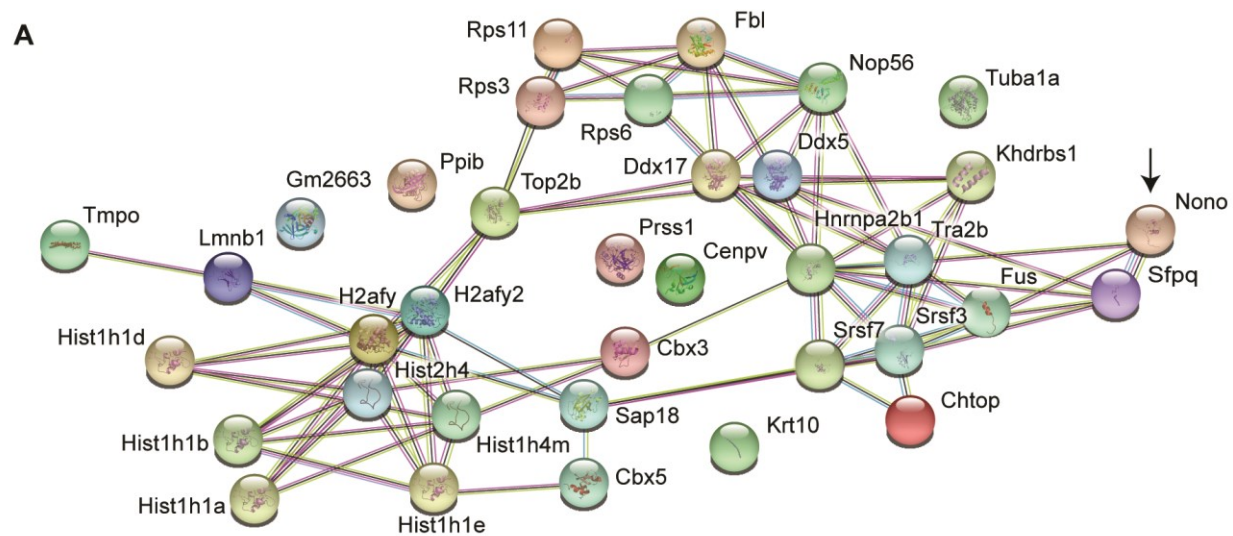 A
Rps11
Fbl
Nop56
Tuba1a
Rps3
Rps6
Ddx5
Ppib
Ddx17
Khdrbs1
Gm2663
Top2b
Nono
Tmpo
Hnrnpa2b1
Tra2b
Lmnb1
Prss1
Cenpv
Sfpq
Fus
H2afy
H2afy2
Hist1h1d
Srsf7
Srsf3
Cbx3
Hist2h4
Chtop
Sap18
Krt10
Hist1h1b
Hist1h4m
Cbx5
Hist1h1a
Hist1h1e